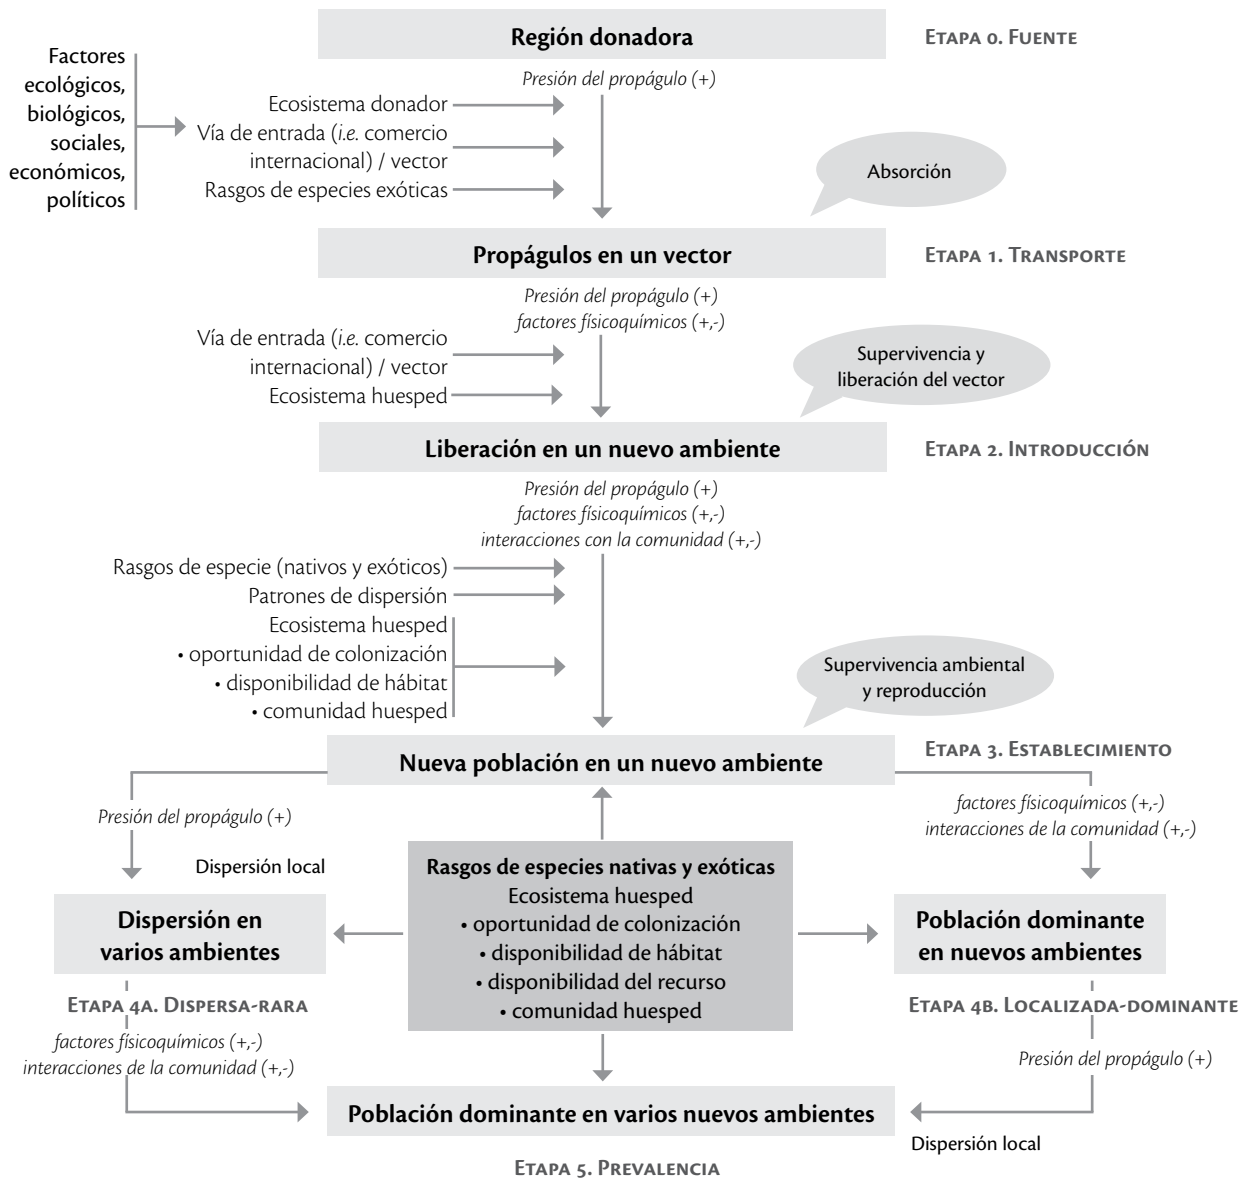 Región donadora
ETAPA 0. FUENTE
Factores
ecológicos,
biológicos,
sociales,
económicos,
políticos
Presión del propágulo (+)
Ecosistema donador
Vía de entrada (i.e. comercio
internacional) / vector
Rasgos de especies exóticas
Absorción
Propágulos en un vector
ETAPA 1. TRANSPORTE
Presión del propágulo (+)
factores físicoquímicos (+,-)
Vía de entrada (i.e. comercio
internacional) / vector
Ecosistema huesped
Supervivencia y
liberación del vector
Liberación en un nuevo ambiente
ETAPA 2. INTRODUCCIÓN
Presión del propágulo (+)
factores físicoquímicos (+,-)
interacciones con la comunidad (+,-)
Rasgos de especie (nativos y exóticos)
Patrones de dispersión
Ecosistema huesped
• oportunidad de colonización
• disponibilidad de hábitat
• comunidad huesped
Supervivencia ambiental
y reproducción
Nueva población en un nuevo ambiente
ETAPA 3. ESTABLECIMIENTO
Presión del propágulo (+)
factores físicoquímicos (+,-)
interacciones de la comunidad (+,-)
Dispersión local
Rasgos de especies nativas y exóticas
Ecosistema huesped
• oportunidad de colonización
• disponibilidad de hábitat
• disponibilidad del recurso
• comunidad huesped
Dispersión en
varios ambientes
Población dominante
en nuevos ambientes
ETAPA 4A. DISPERSA-RARA
ETAPA 4B. LOCALIZADA-DOMINANTE
factores físicoquímicos (+,-)
interacciones de la comunidad (+,-)
Presión del propágulo (+)
Población dominante en varios nuevos ambientes
Dispersión local
ETAPA 5. PREVALENCIA